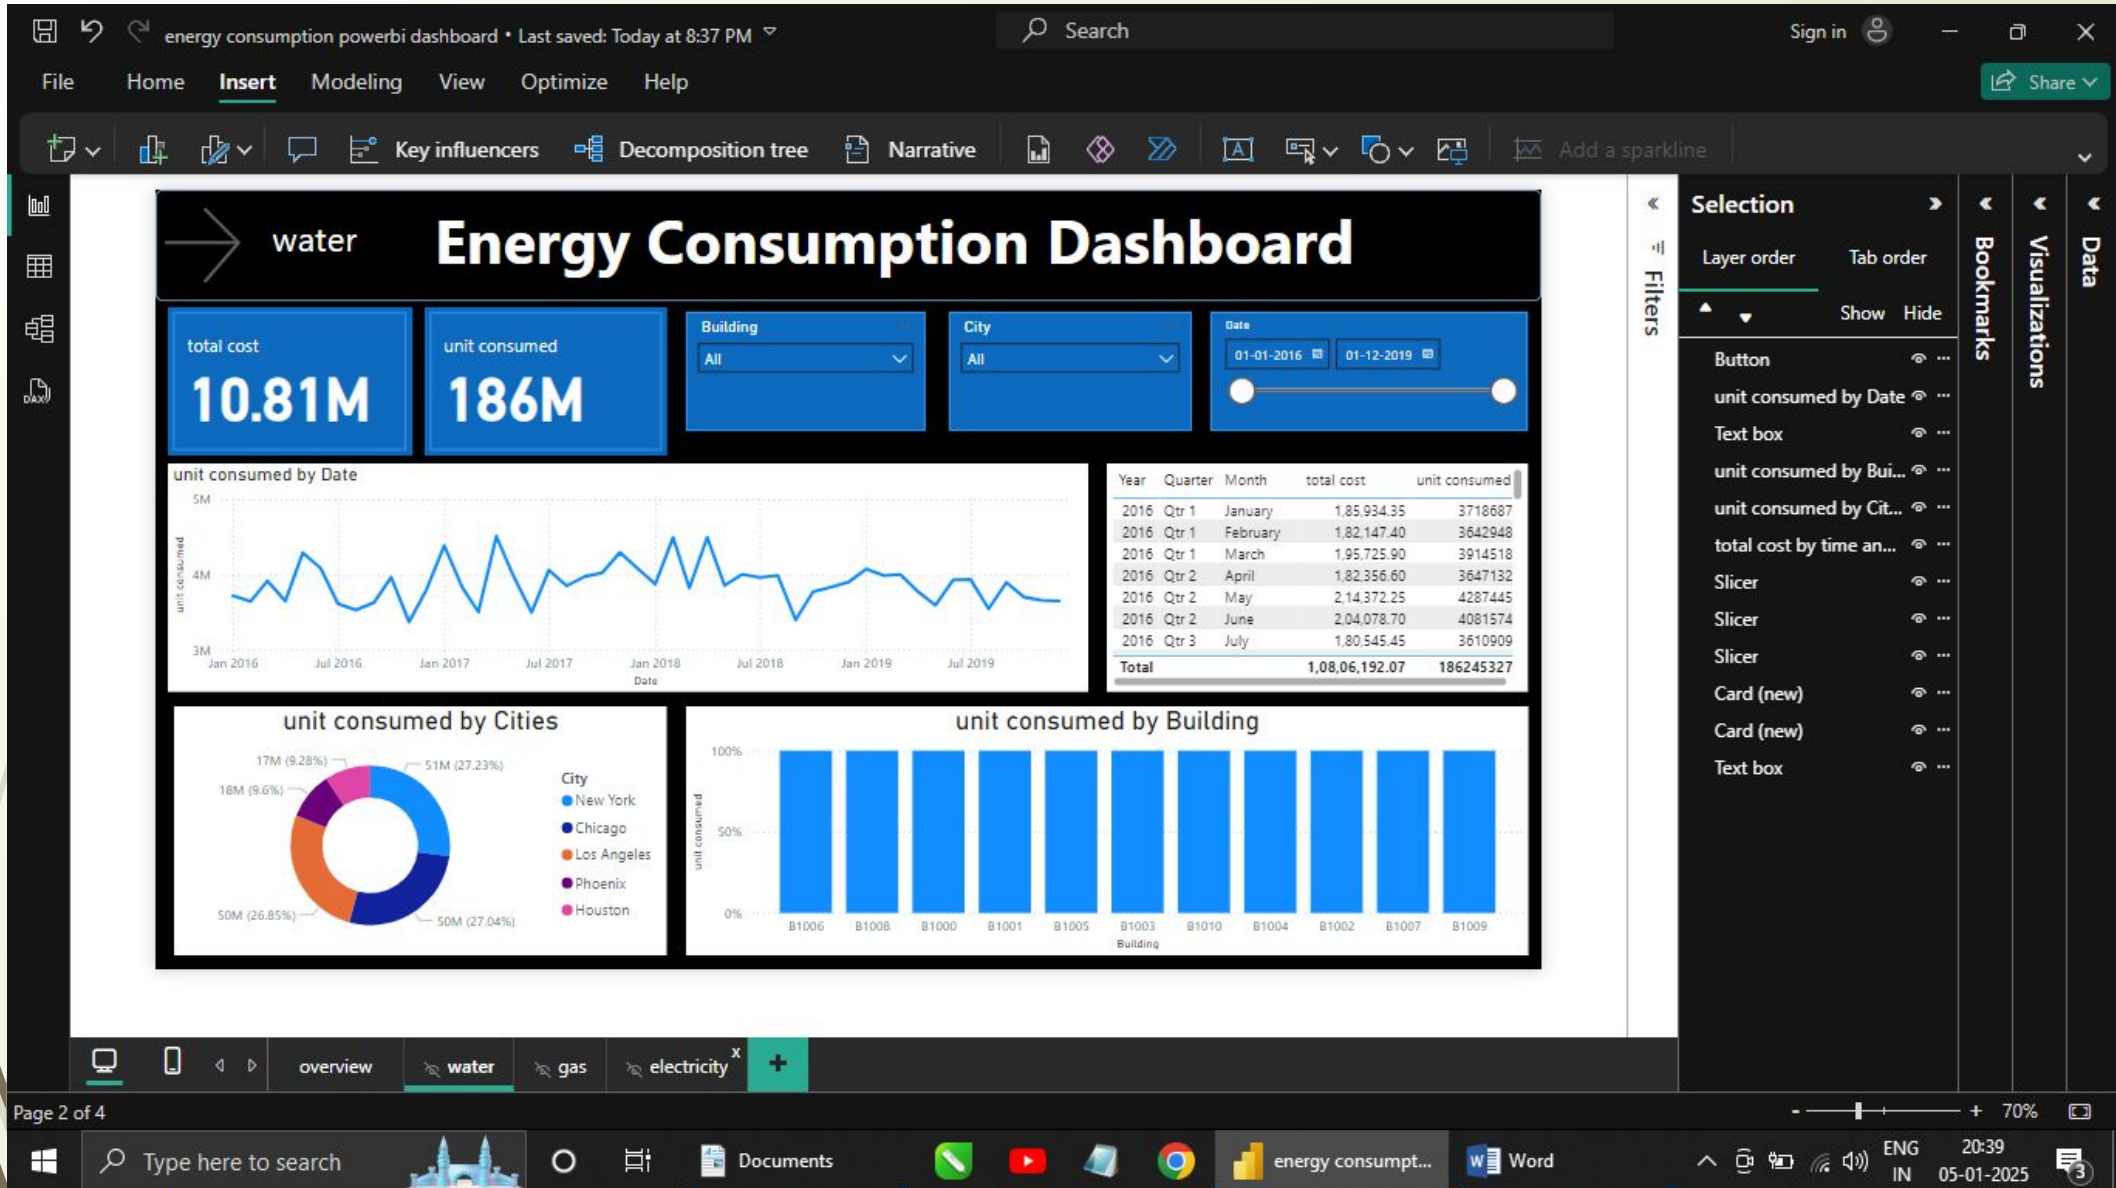 energy consumption powerbi dashboard • Last saved: Today at 8:37 PM
Search
Sign in
File Home Insert Modeling View Optimize Help
Share
Key influencers Decomposition tree Narrative Add a sparkline
water
Energy Consumption Dashboard
total cost
10.81M
unit consumed
186M
Building
All
City
All
Date
01-01-2016 01-12-2019
unit consumed by Date
5M
4M
3M
unit consumed
Jan 2016 Jul 2016 Jan 2017 Jul 2017 Jan 2018 Jul 2018 Jan 2019 Jul 2019
Date
Year Quarter Month total cost unit consumed
2016 Qtr 1 January 1,85,934.35 3718687
2016 Qtr 1 February 1,82,147.40 3642948
2016 Qtr 1 March 1,95,725.90 3914518
2016 Qtr 2 April 1,82,356.60 3647132
2016 Qtr 2 May 2,14,372.25 4287445
2016 Qtr 2 June 2,04,078.70 4081574
2016 Qtr 3 July 1,80,545.45 3610909
Total 1,08,06,192.07 186245327
unit consumed by Cities
17M (9.28%)
51M (27.23%)
18M (9.6%)
50M (26.85%)
50M (27.04%)
City
New York
Chicago
Los Angeles
Phoenix
Houston
unit consumed by Building
100%
50%
0%
unit consumed
B1006 B1008 B1000 B1001 B1005 B1003 B1010 B1004 B1002 B1007 B1009
Building
Filters
Selection
Layer order Tab order
Show Hide
Button
unit consumed by Date
Text box
unit consumed by Bui...
unit consumed by Cit...
total cost by time an...
Slicer
Slicer
Slicer
Card (new)
Card (new)
Text box
Bookmarks
Visualizations
Data
overview water gas electricity x +
Page 2 of 4
- + 70%
Type here to search
Documents
energy consumpt...
Word
ENG
IN
20:39
05-01-2025
3